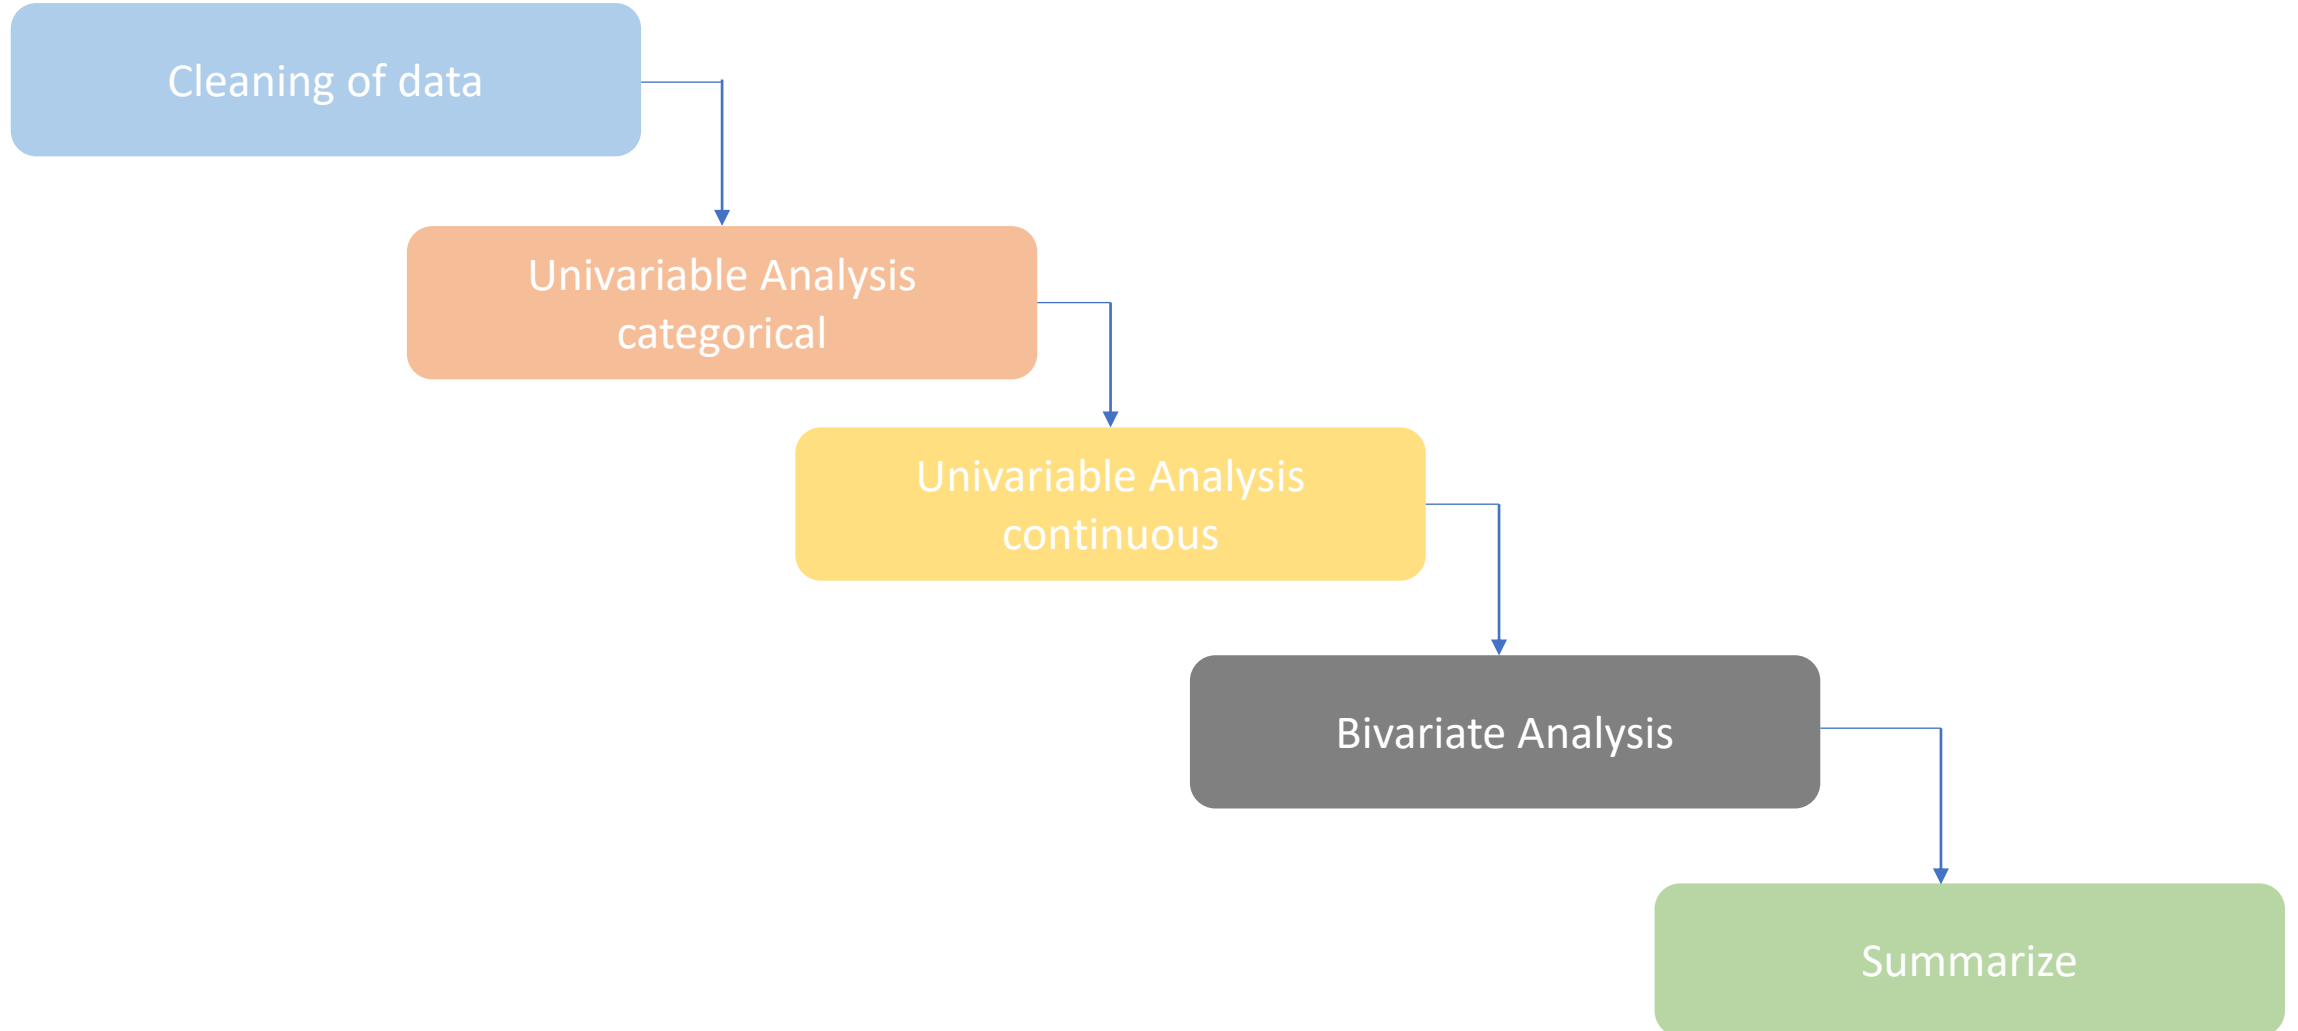 Cleaning of data
Univariable Analysis
categorical
Univariable Analysis
continuous
Bivariate Analysis
Summarize